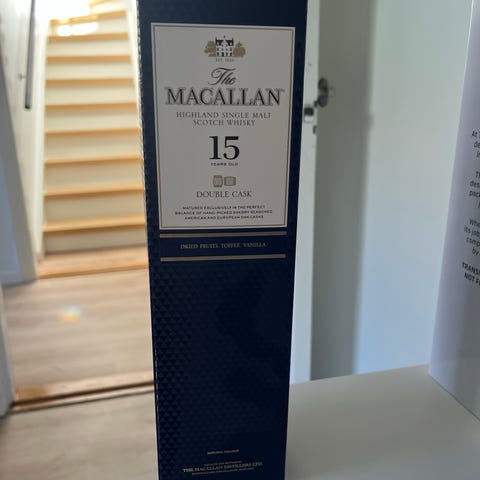 EST. 1824
The
MACALLAN
HIGHLAND SINGLE MALT
SCOTCH WHISKY
15
YEARS OLD
DOUBLE CASK
MATURED EXCLUSIVELY IN THE PERFECT
BALANCE OF HAND-PICKED SHERRY SEASONED
AMERICAN AND EUROPEAN OAK CASKS
DRIED FRUITS, TOFFEE, VANILLA
NATURAL COLOUR
THE MACALLAN DISTILLERS LTD.